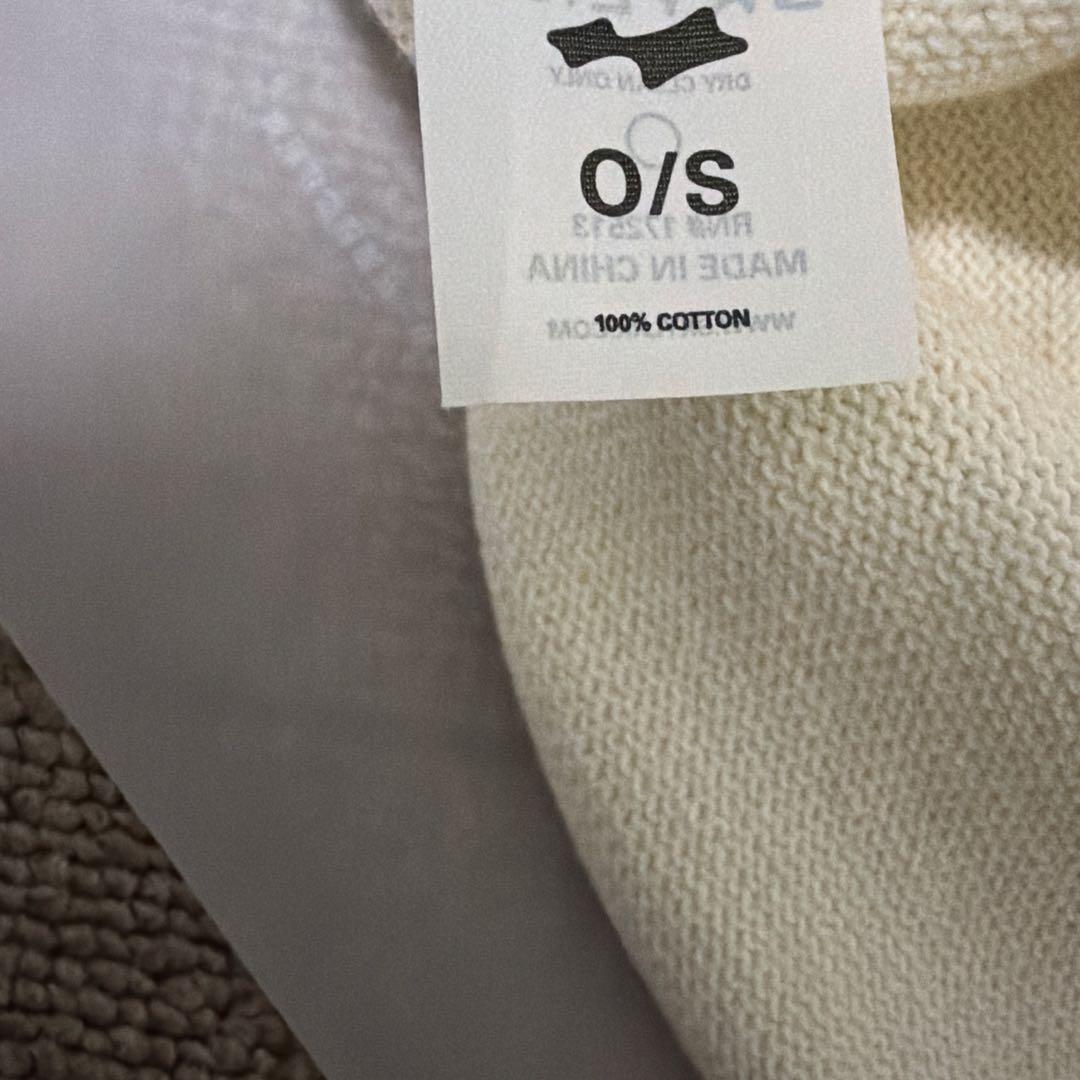 DRY CLEAN ONLY
O/S
RN# 172513
MADE IN CHINA
100% COTTON